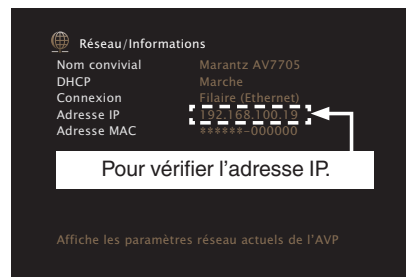 Réseau/Informations
Nom convivial Marantz AV7705
DHCP Marche
Connexion Filaire (Ethernet)
Adresse IP 192.168.100.19
Adresse MAC ******-000000
Pour vérifier l'adresse IP.
Affiche les paramètres réseau actuels de l'AVP